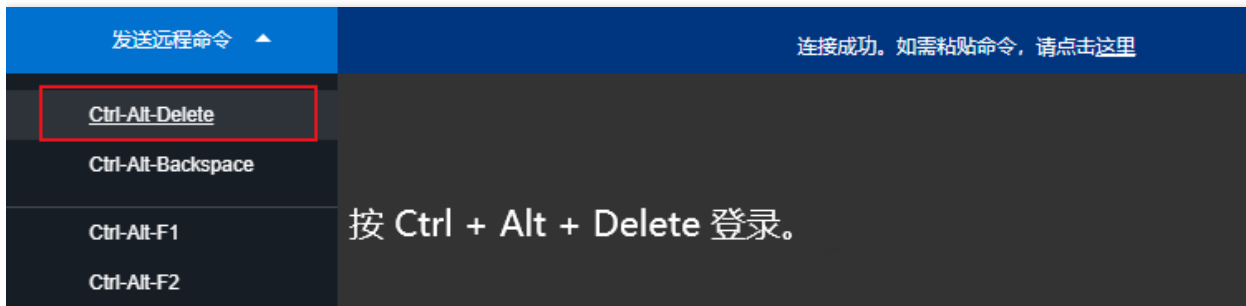 发送远程命令
连接成功。如需粘贴命令，请点击这里
Ctrl-Alt-Delete
Ctrl-Alt-Backspace
Ctrl-Alt-F1
按 Ctrl + Alt + Delete 登录。
Ctrl-Alt-F2